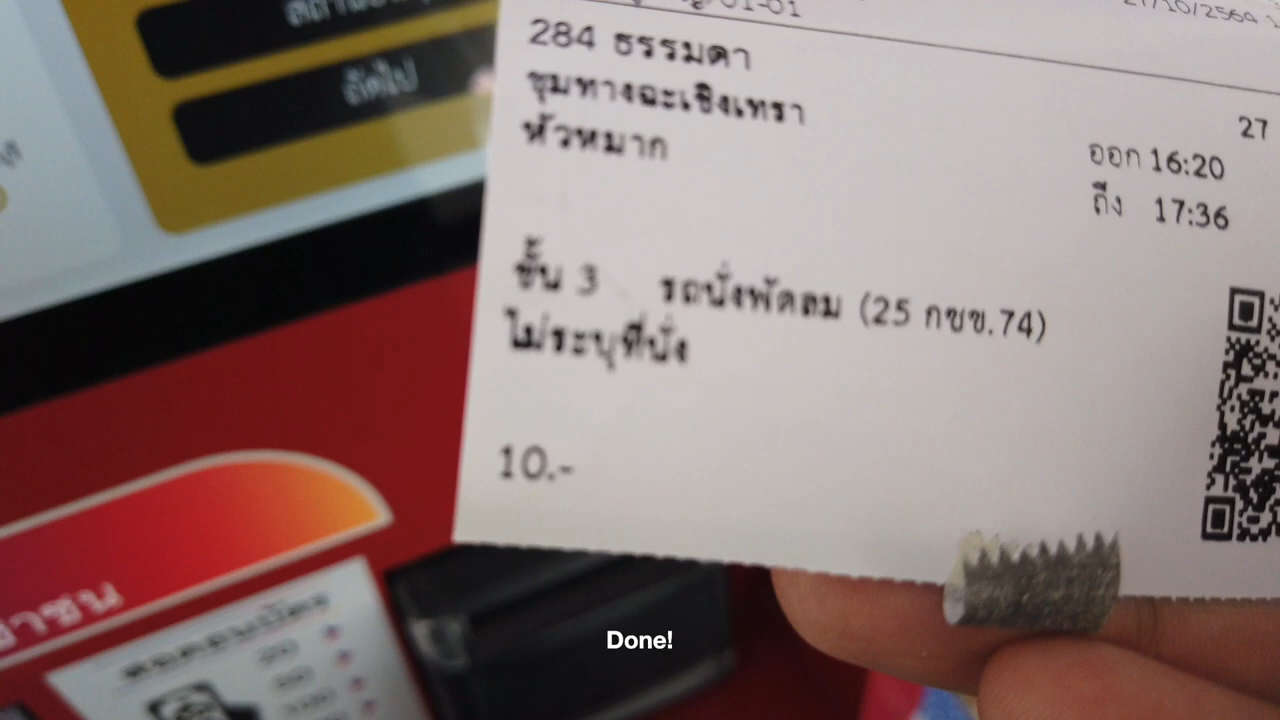 284 ธรรมดา
ชุมทางฉะเชิงเทรา
27
หัวหมาก
ออก 16:20
ถึง 17:36
ชั้น 3 รถนั่งพัดลม (25 กขข.74)
ไม่ระบุที่นั่ง
10.-
ถัดไป
Done!